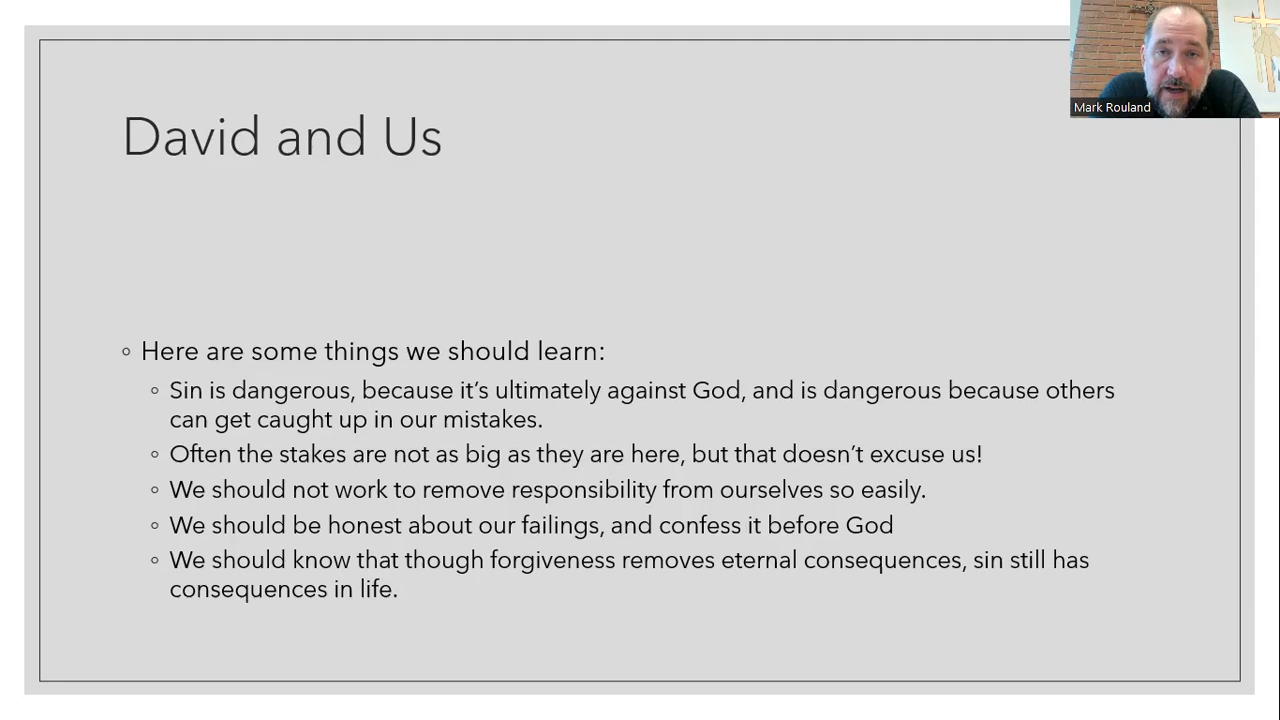 Mark Rouland
David and Us
◦ Here are some things we should learn:
◦ Sin is dangerous, because it’s ultimately against God, and is dangerous because others
can get caught up in our mistakes.
◦ Often the stakes are not as big as they are here, but that doesn’t excuse us!
◦ We should not work to remove responsibility from ourselves so easily.
◦ We should be honest about our failings, and confess it before God
◦ We should know that though forgiveness removes eternal consequences, sin still has
consequences in life.